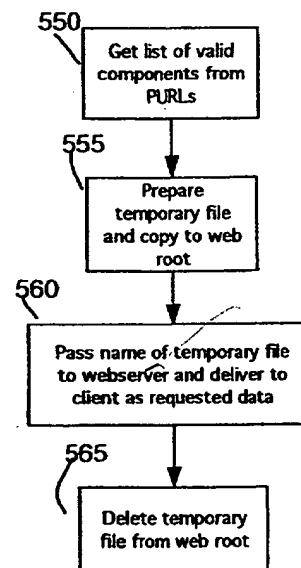 550
Get list of valid
components from
PURLs
555
Prepare
temporary file
and copy to web
root
560
Pass name of temporary file
to webserver and deliver to
client as requested data
565
Delete temporary
file from web root